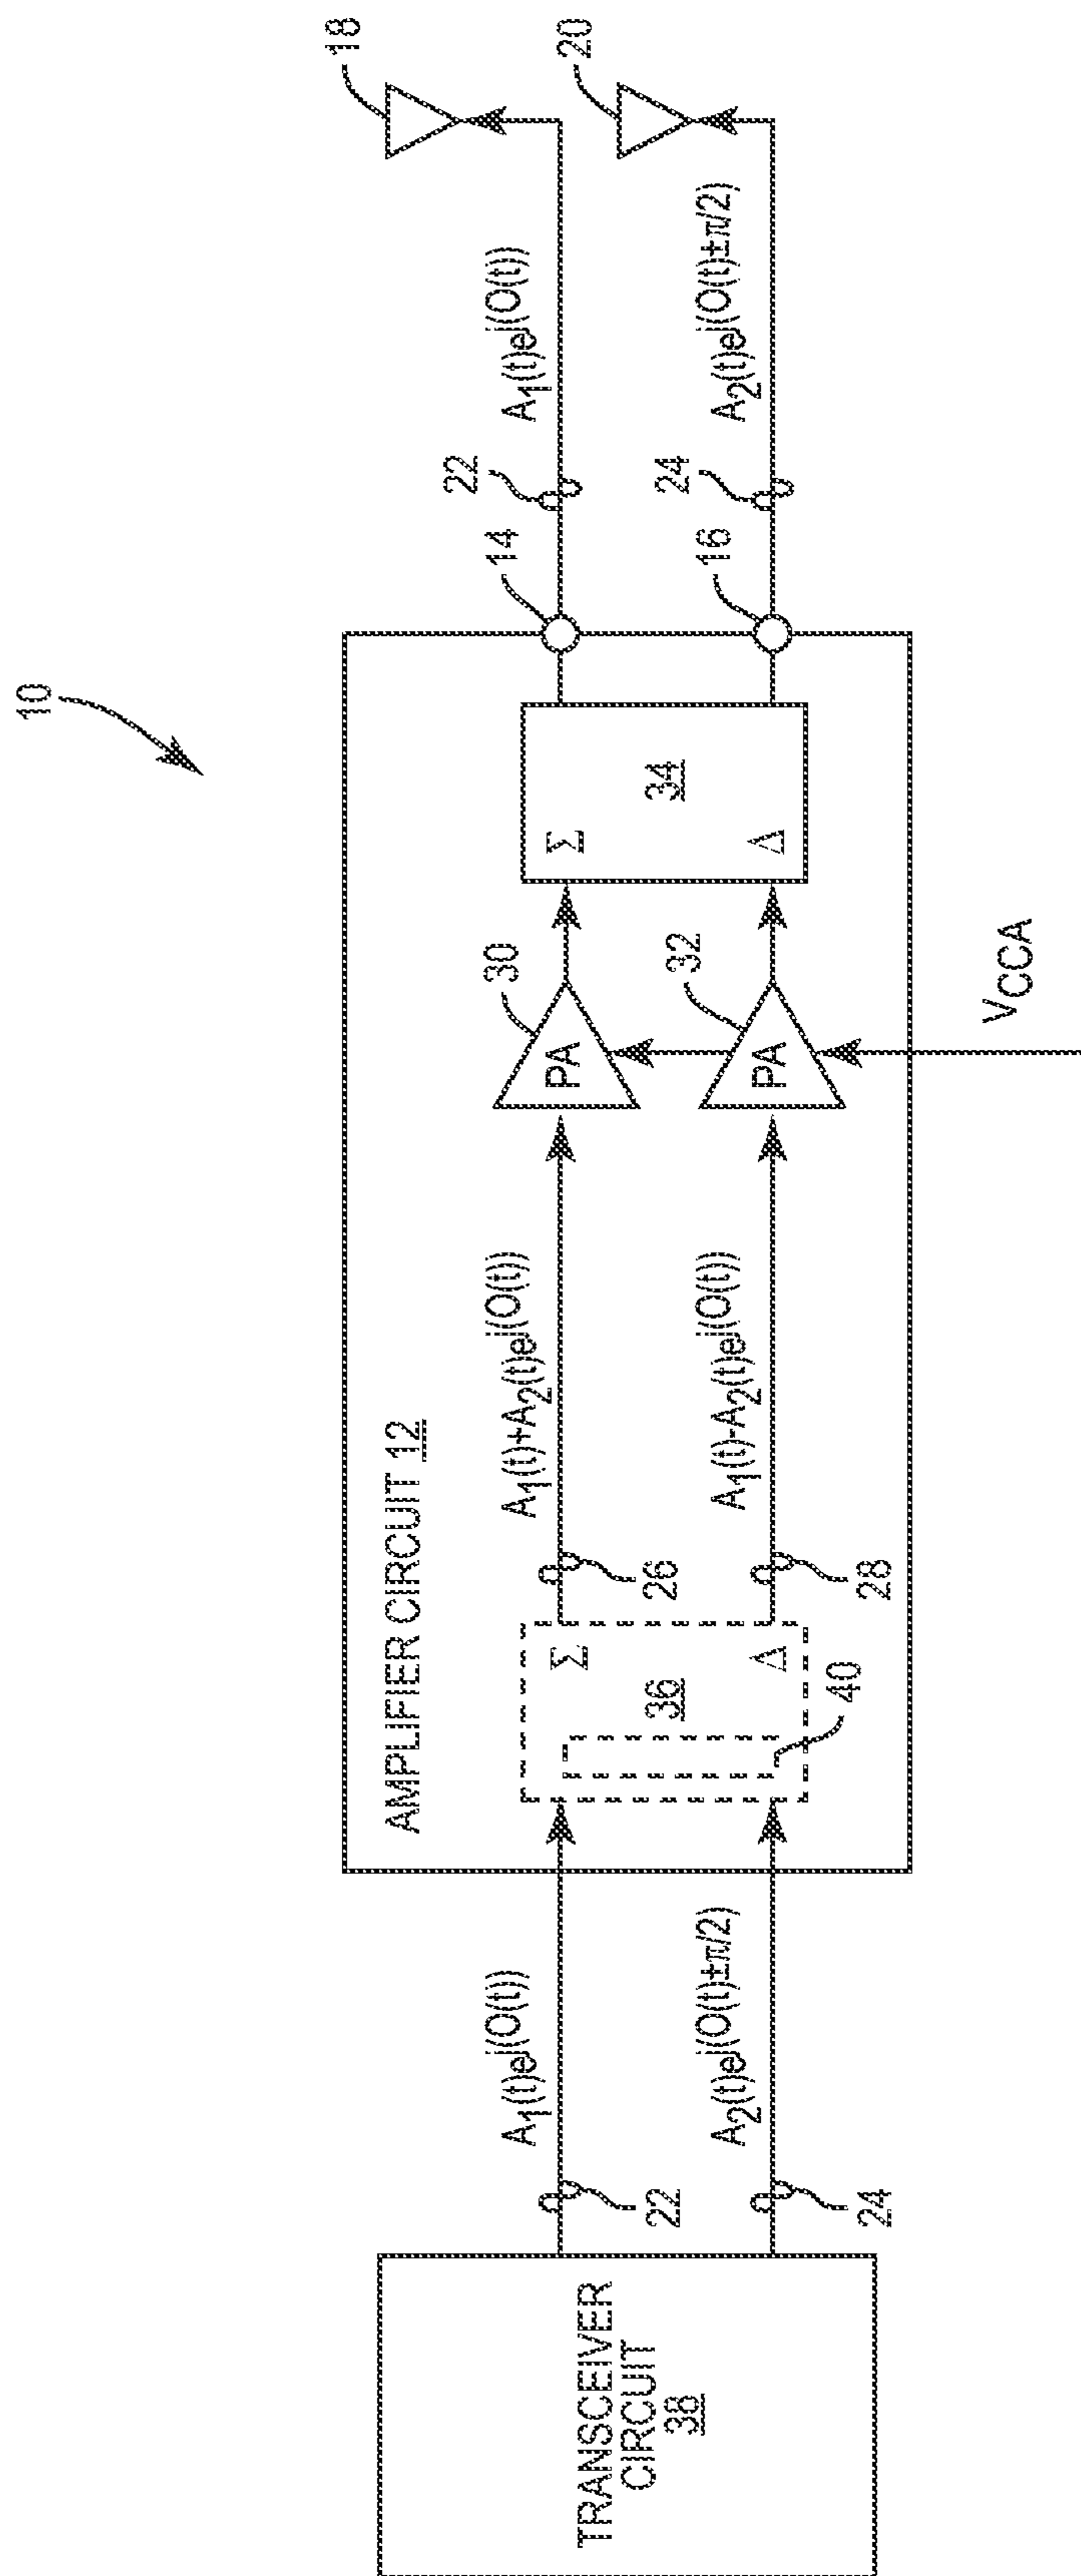 10
TRANSCEIVER
CIRCUIT
38
A₁(t)eʲ⁽ᴼ⁽ᵗ⁾⁾
22
A₂(t)eʲ⁽ᴼ⁽ᵗ⁾±π/²⁾
24
AMPLIFIER CIRCUIT 12
36
Σ
Δ
40
A₁(t)+A₂(t)eʲ⁽ᴼ⁽ᵗ⁾⁾
26
A₁(t)-A₂(t)eʲ⁽ᴼ⁽ᵗ⁾⁾
28
PA
30
PA
32
VCCA
Σ
Δ
34
14
16
22
A₁(t)eʲ⁽ᴼ⁽ᵗ⁾⁾
24
A₂(t)eʲ⁽ᴼ⁽ᵗ⁾±π/²⁾
18
20